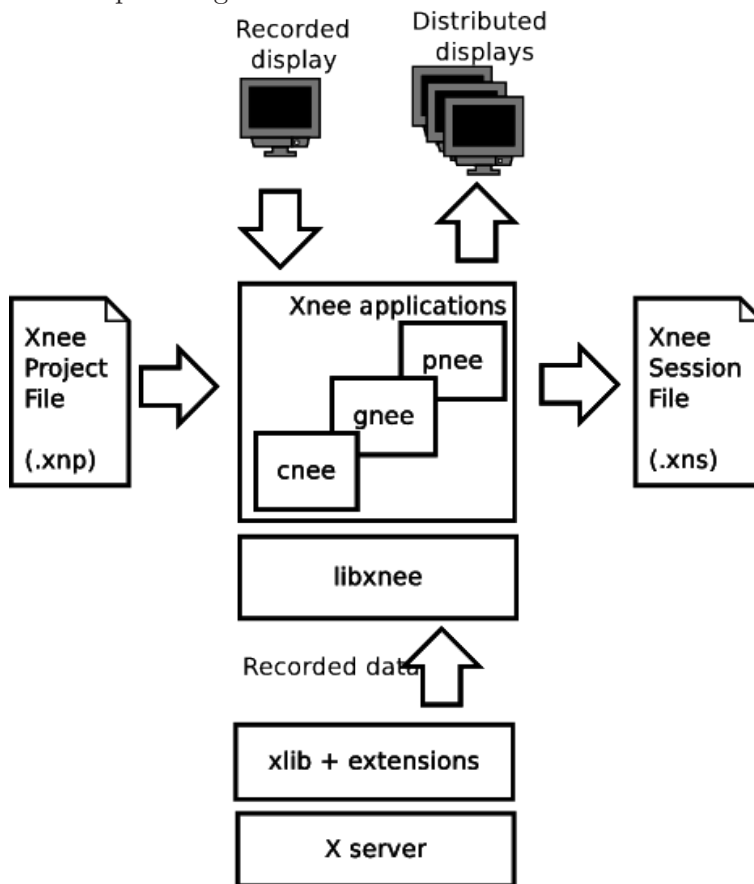 Recorded
display
Distributed
displays
Xnee applications
pnee
gnee
cnee
Xnee
Project
File
(.xnp)
Xnee
Session
File
(.xns)
libxnee
Recorded data
xlib + extensions
X server